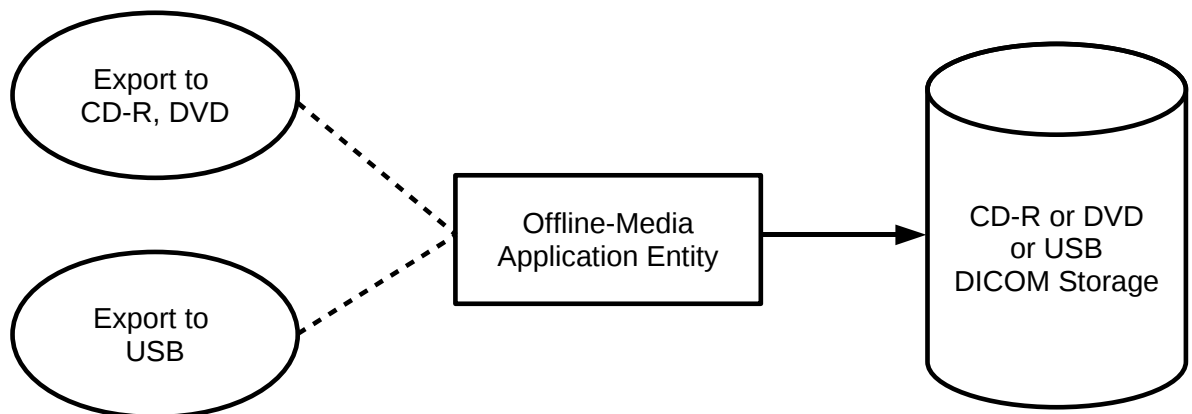 Export to
CD-R, DVD
Export to
USB
Offline-Media
Application Entity
CD-R or DVD
or USB
DICOM Storage